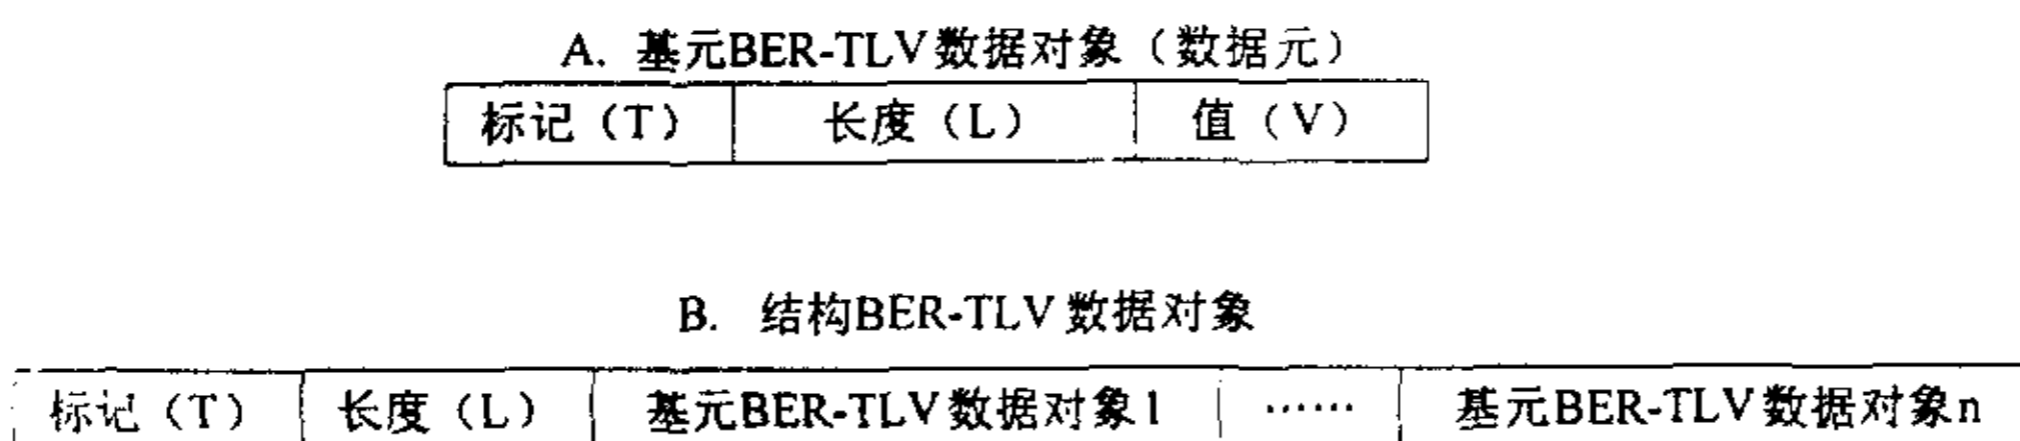 A. 基元BER-TLV数据对象（数据元）
标记（T） 长度（L） 值（V）
B. 结构BER-TLV数据对象
标记（T） 长度（L） 基元BER-TLV数据对象1 …… 基元BER-TLV数据对象n